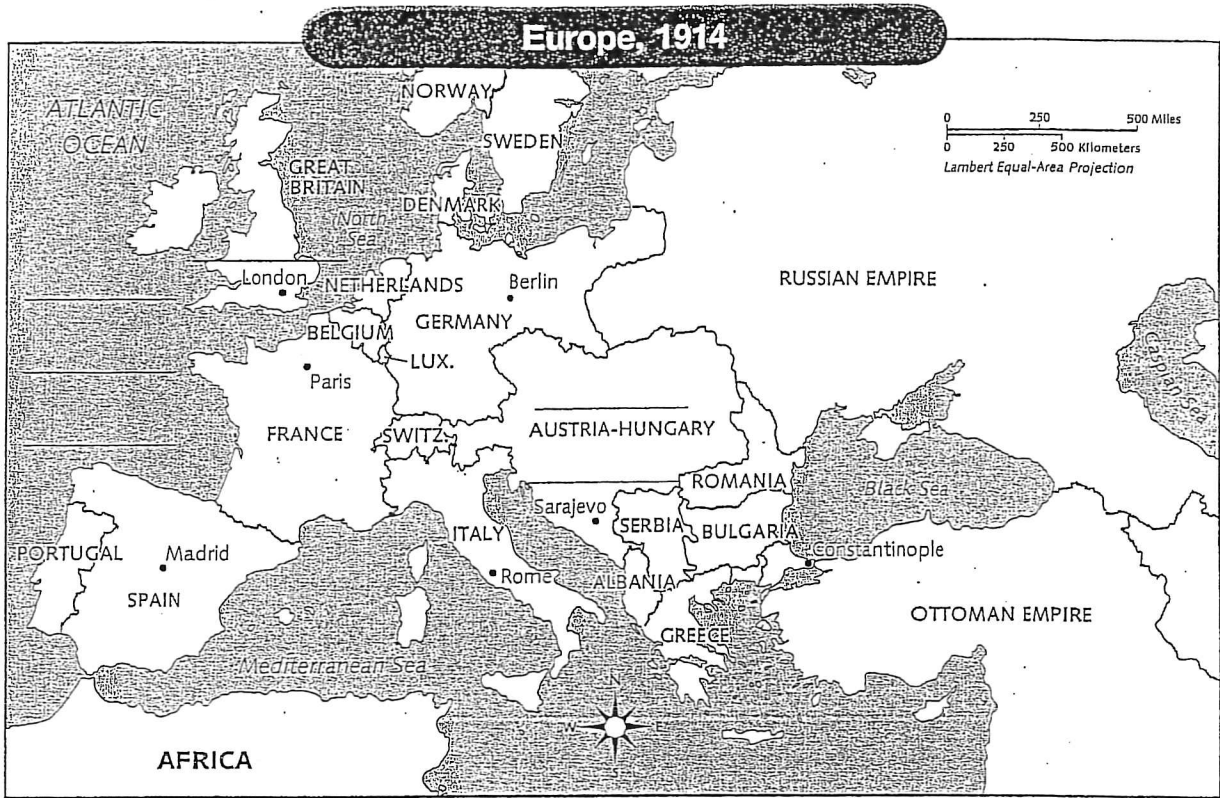 Europe, 1914
ATLANTIC
OCEAN
NORWAY
SWEDEN
0 250 500 Miles
0 250 500 Kilometers
Lambert Equal-Area Projection
GREAT
BRITAIN
DENMARK
North
Sea
RUSSIAN EMPIRE
London
NETHERLANDS
Berlin
BELGIUM
GERMANY
LUX.
Paris
Caspian Sea
FRANCE
SWITZ.
AUSTRIA-HUNGARY
ROMANIA
Black Sea
Sarajevo
SERBIA
BULGARIA
ITALY
PORTUGAL
Madrid
Constantinople
Rome
ALBANIA
SPAIN
OTTOMAN EMPIRE
GREECE
Mediterranean Sea
N
W
S
AFRICA